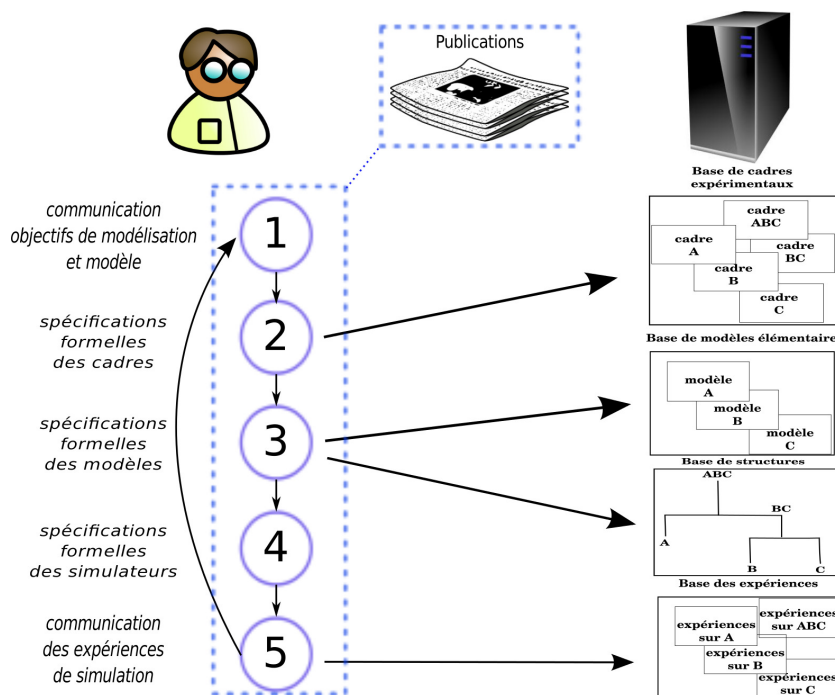 Publications
Base de cadres
expérimentaux
communication
objectifs de modélisation
et modèle
1
cadre
ABC
cadre
A
cadre
BC
cadre
B
cadre
C
spécifications
formelles
des cadres
2
Base de modèles élémentaire
modèle
A
modèle
B
modèle
C
spécifications
formelles
des modèles
3
Base de structures
ABC
BC
A
B
C
spécifications
formelles
des simulateurs
4
Base des expériences
communication
des expériences
de simulation
5
expériences
sur ABC
expériences
sur A
expériences
sur B
expériences
sur C